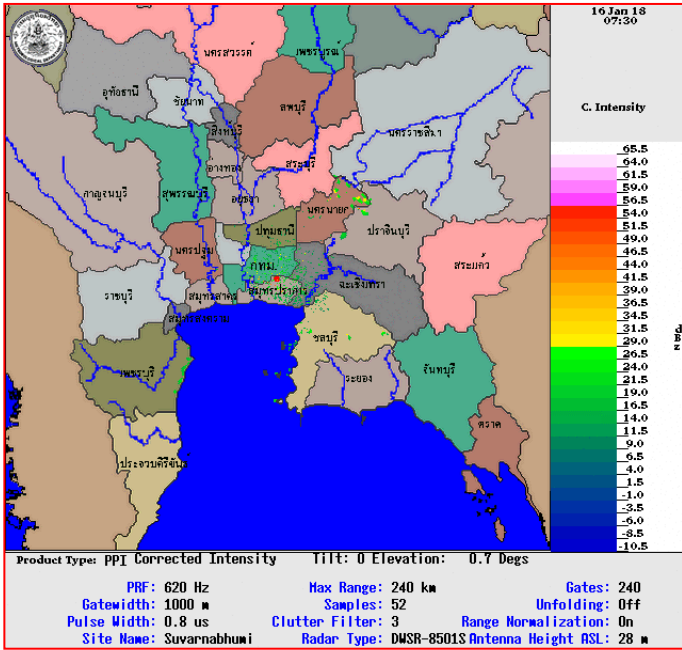 16 Jan 18
07:30
C. Intensity
65.5
64.0
61.5
59.0
56.5
54.0
51.5
49.0
46.5
44.0
41.5
39.0
36.5
34.0
31.5
29.0
26.5
24.0
21.5
19.0
16.5
14.0
11.5
9.0
6.5
4.0
1.5
-1.0
-3.5
-6.0
-8.5
-10.5
dBz
นครสวรรค์
เพชรบูรณ์
อุทัยธานี
ชัยนาท
ลพบุรี
สิงห์บุรี
นครราชสีมา
สระบุรี
อ่างทอง
กาญจนบุรี
สุพรรณบุรี
อยุธยา
นครนายก
ปทุมธานี
ปราจีนบุรี
นครปฐม
กทม.
สระแก้ว
ราชบุรี
สมุทรสาคร
สมุทรปราการ
ฉะเชิงเทรา
สมุทรสงคราม
ชลบุรี
เพชรบุรี
ระยอง
จันทบุรี
ตราด
ประจวบคีรีขันธ์
Product Type: PPI Corrected Intensity Tilt: 0 Elevation: 0.7 Degs
PRF: 620 Hz Max Range: 240 km Gates: 240
Gatewidth: 1000 m Samples: 52 Unfolding: Off
Pulse Width: 0.8 us Clutter Filter: 3 Range Normalization: On
Site Name: Suvarnabhumi Radar Type: DWSR-8501S Antenna Height ASL: 28 m